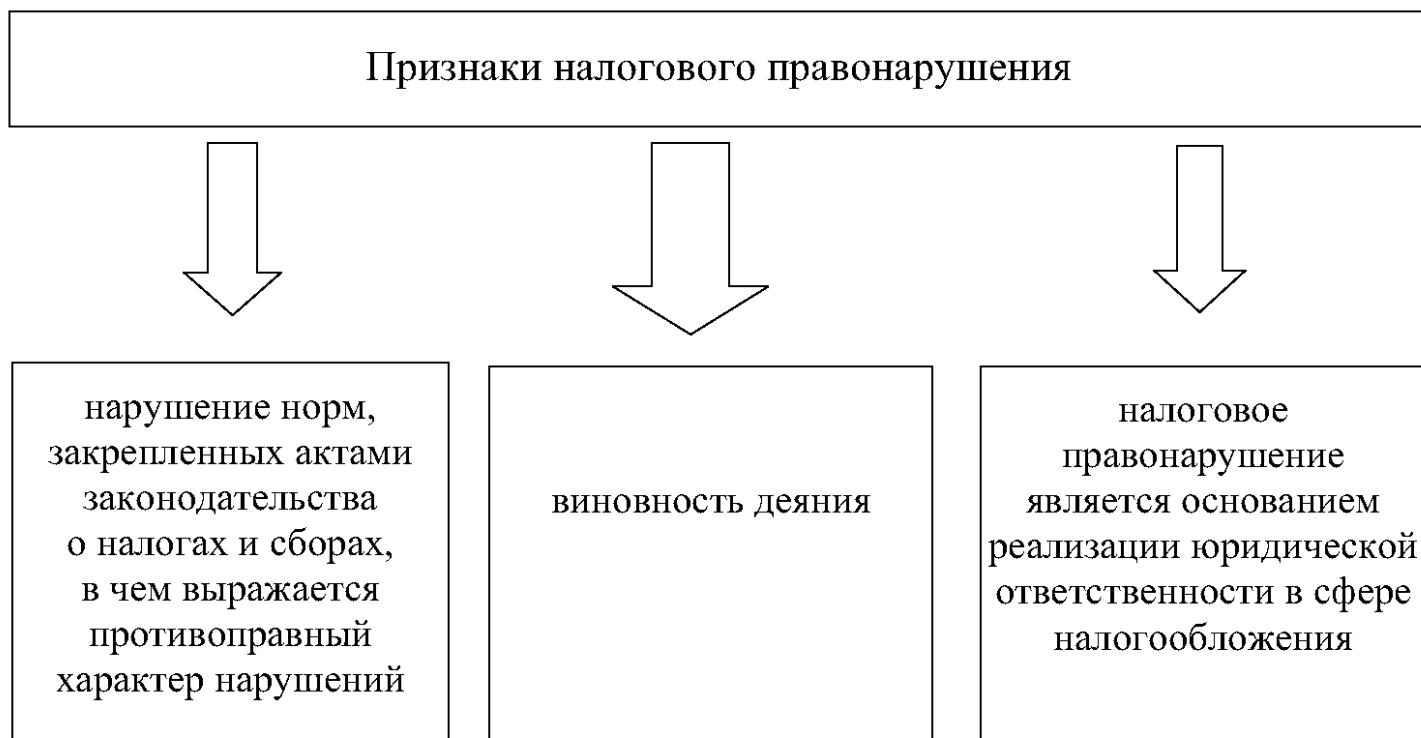 Признаки налогового правонарушения
нарушение норм,
закрепленных актами
законодательства
о налогах и сборах,
в чем выражается
противоправный
характер нарушений
виновность деяния
налоговое
правонарушение
является основанием
реализации юридической
ответственности в сфере
налогообложения